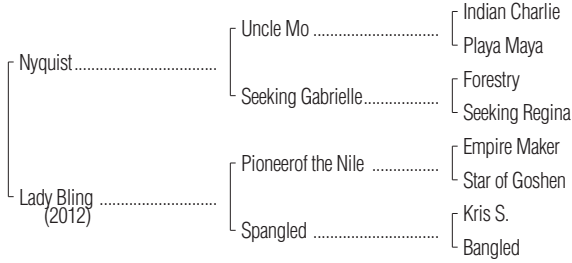 Indian Charlie
Uncle Mo ................................
Playa Maya
Nyquist....................................
Forestry
Seeking Gabrielle...................
Seeking Regina
Empire Maker
Pioneerof the Nile .................
Star of Goshen
Lady Bling .............................
(2012)
Kris S.
Spangled ................................
Bangled